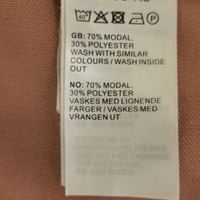 40
P
GB: 70% MODAL,
30% POLYESTER
WASH WITH SIMILAR
COLOURS / WASH INSIDE
OUT
NO: 70% MODAL,
30% POLYESTER
VASKES MED LIGNENDE
FARGER / VASKES MED
VRANGEN UT